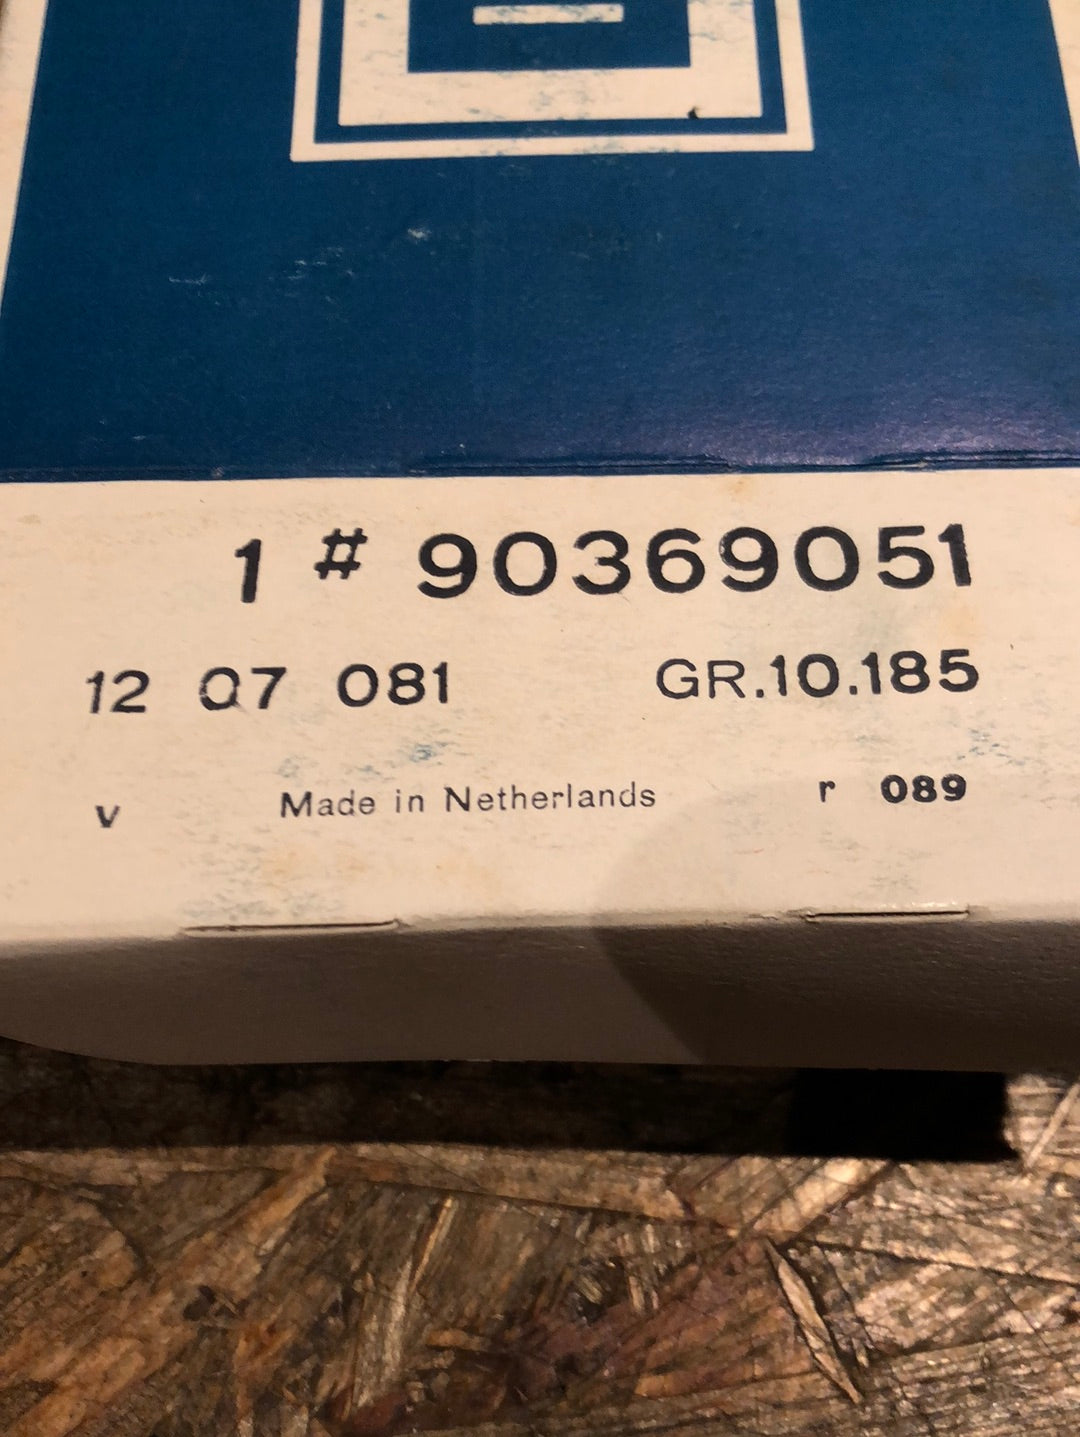 1 # 90369051
12 07 081 GR.10.185
v Made in Netherlands r 089